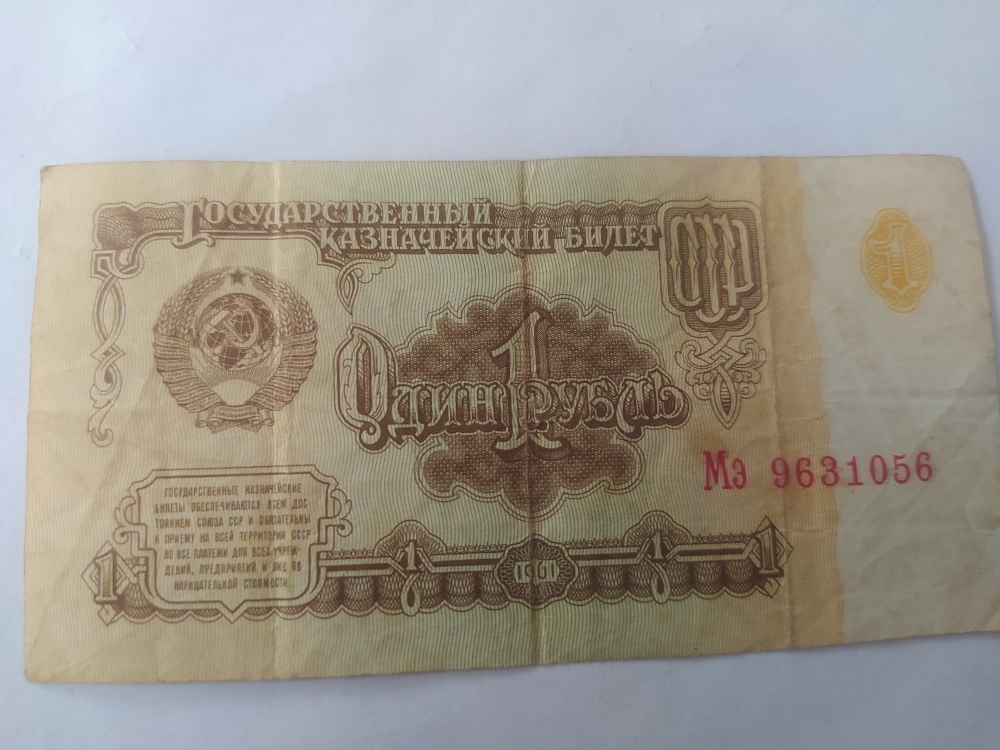 ГОСУДАРСТВЕННЫЙ
КАЗНАЧЕЙСКИЙ БИЛЕТ
СССР
1
ОДИН 1 РУБЛЬ
Мэ 9631056
ГОСУДАРСТВЕННЫЕ КАЗНАЧЕЙСКИЕ
БИЛЕТЫ ОБЕСПЕЧИВАЮТСЯ ВСЕМ ДОС-
ТОЯНИЕМ СОЮЗА ССР И ОБЯЗАТЕЛЬНЫ
К ПРИЕМУ НА ВСЕЙ ТЕРРИТОРИИ СССР
ВО ВСЕ ПЛАТЕЖИ ДЛЯ ВСЕХ УЧРЕЖ-
ДЕНИЙ, ПРЕДПРИЯТИЙ И ЛИЦ ПО
НАРИЦАТЕЛЬНОЙ СТОИМОСТИ.
1 1 1961 1 1